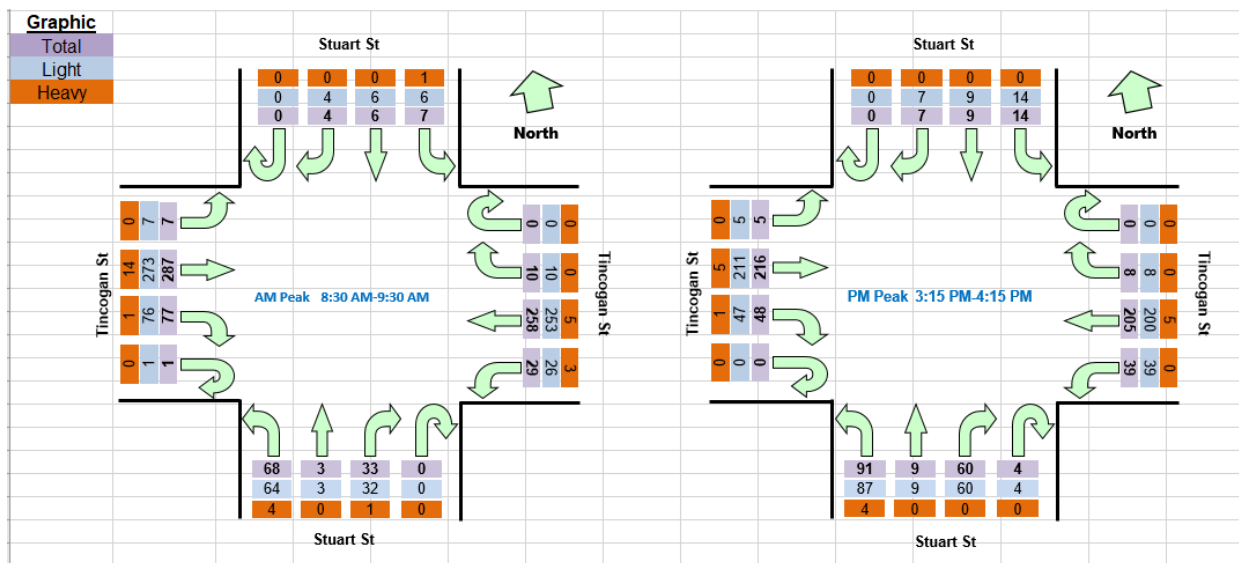 Graphic
Total
Light
Heavy
Stuart St
0 0 0 1
0 4 6 6
0 4 6 7
North
Tincogan St
0 7 7
14 273 287
1 76 77
0 1 1
AM Peak 8:30 AM-9:30 AM
0 0 0
10 10 0
258 253 5
29 26 3
Tincogan St
68 3 33 0
64 3 32 0
4 0 1 0
Stuart St
Stuart St
0 0 0 0
0 7 9 14
0 7 9 14
North
Tincogan St
0 5 5
5 211 216
1 47 48
0 0 0
PM Peak 3:15 PM-4:15 PM
0 0 0
8 8 0
205 200 5
39 39 0
Tincogan St
91 9 60 4
87 9 60 4
4 0 0 0
Stuart St